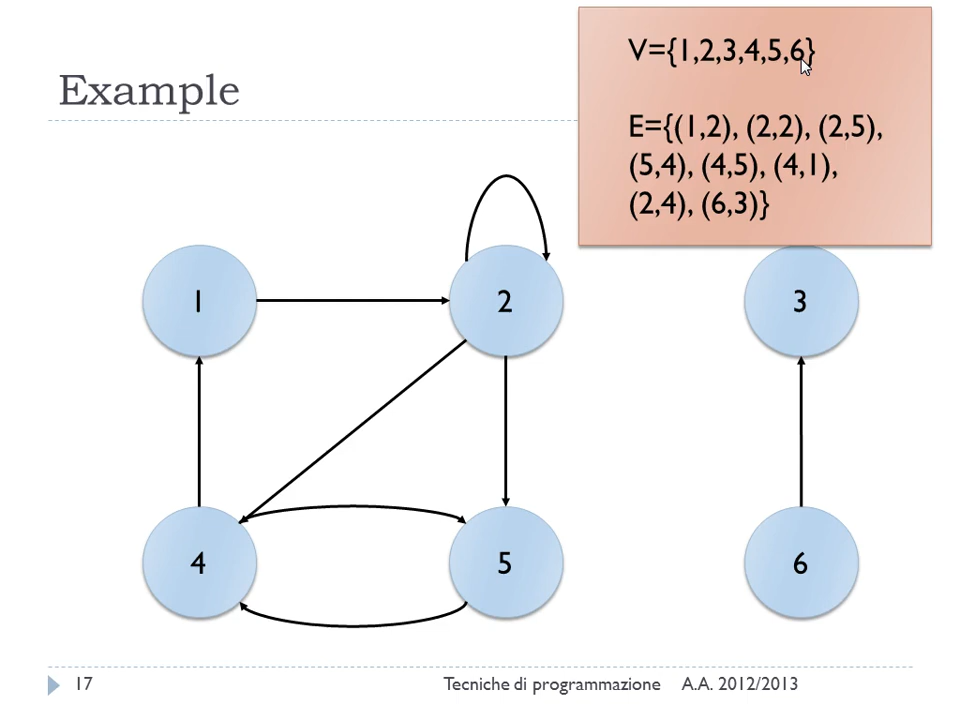 Example
V={1,2,3,4,5,6}
E={(1,2), (2,2), (2,5),
(5,4), (4,5), (4,1),
(2,4), (6,3)}
1
2
3
4
5
6
17
Tecniche di programmazione
A.A. 2012/2013